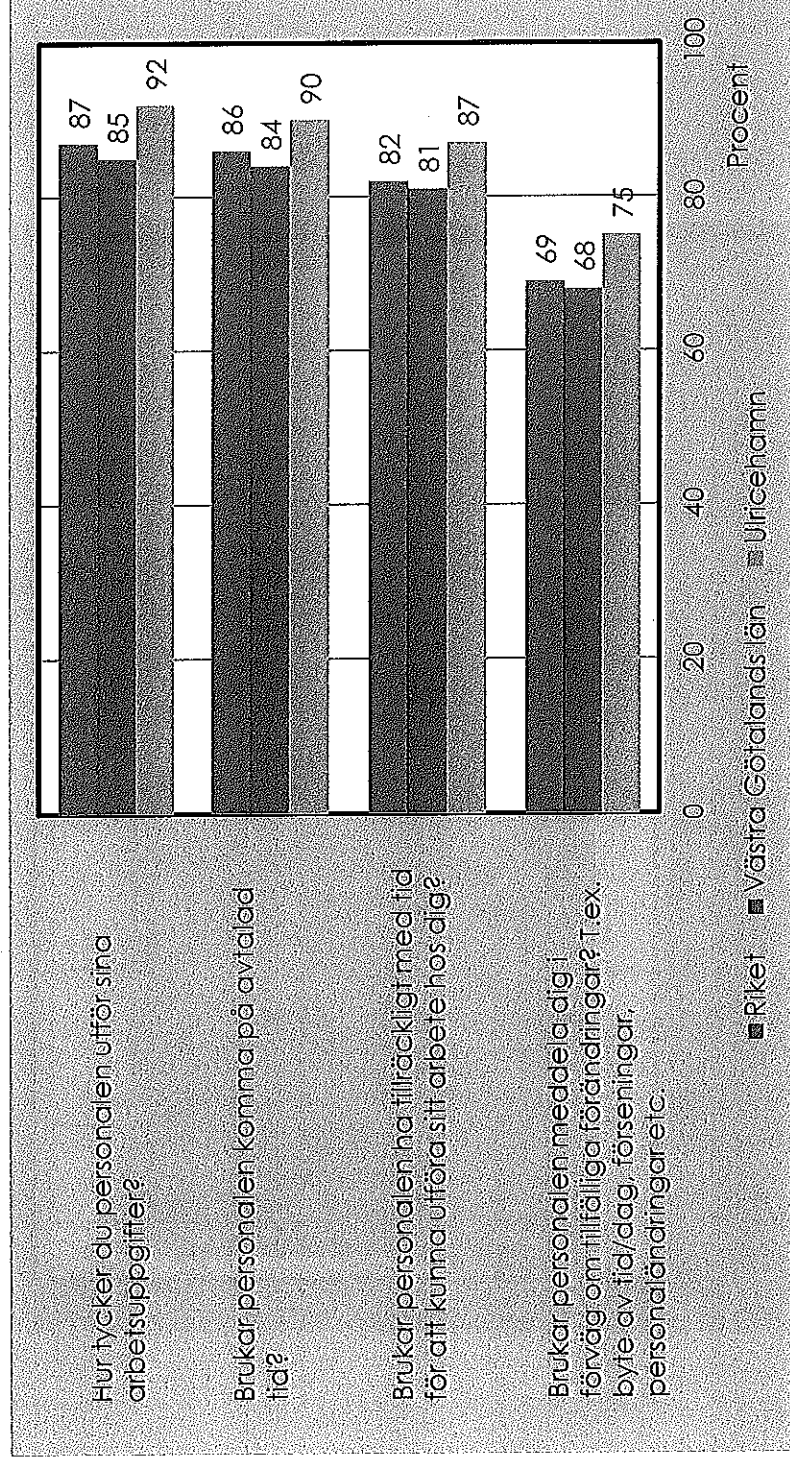 Hur tycker du personalen utför sina
arbetsuppgifter?
87
85
92
Brukar personalen komma på avtalad
tid?
86
84
90
Brukar personalen ha tillräckligt med tid
för att kunna utföra sitt arbete hos dig?
82
81
87
Brukar personalen meddela dig i
förväg om tillfälliga förändringar? T.ex.
byte av tid/dag, förseningar,
personaländringar etc.
69
68
75
0 20 40 60 80 100
Procent
Riket Västra Götalands län Ulricehamn